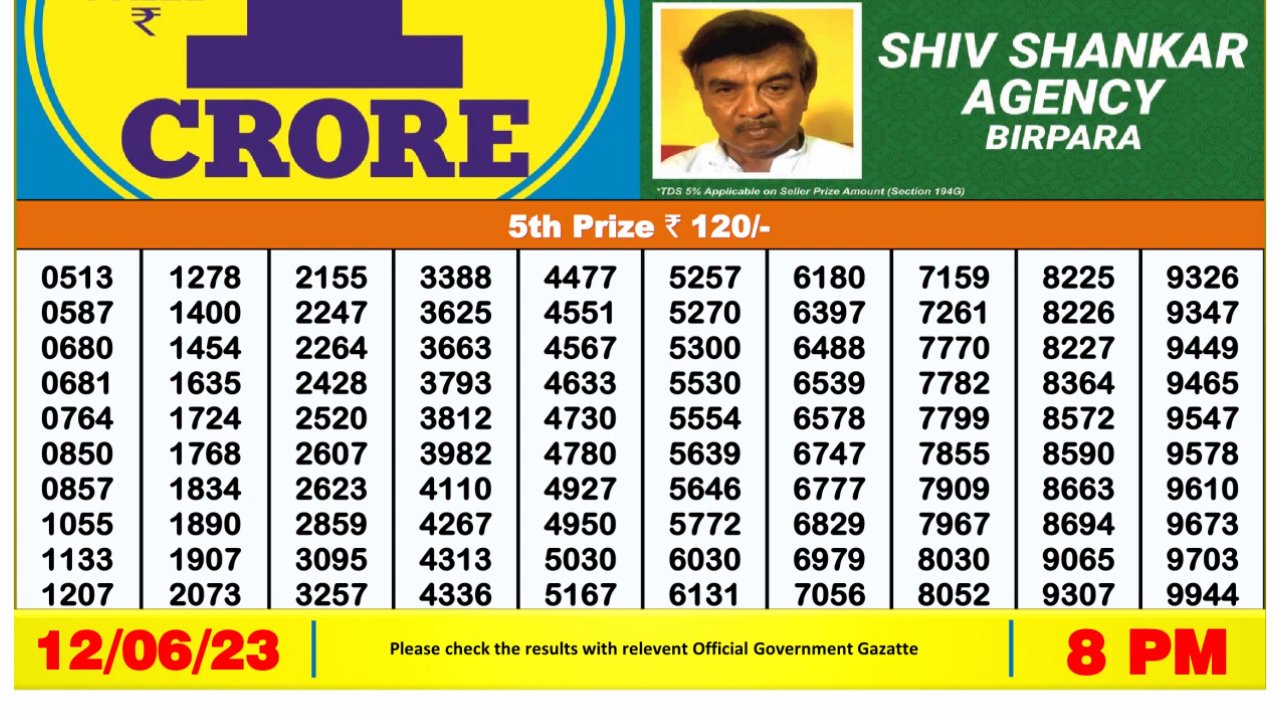 ₹
1
CRORE
SHIV SHANKAR
AGENCY
BIRPARA
*TDS 5% Applicable on Seller Prize Amount (Section 194G)
5th Prize ₹ 120/-
0513 1278 2155 3388 4477 5257 6180 7159 8225 9326
0587 1400 2247 3625 4551 5270 6397 7261 8226 9347
0680 1454 2264 3663 4567 5300 6488 7770 8227 9449
0681 1635 2428 3793 4633 5530 6539 7782 8364 9465
0764 1724 2520 3812 4730 5554 6578 7799 8572 9547
0850 1768 2607 3982 4780 5639 6747 7855 8590 9578
0857 1834 2623 4110 4927 5646 6777 7909 8663 9610
1055 1890 2859 4267 4950 5772 6829 7967 8694 9673
1133 1907 3095 4313 5030 6030 6979 8030 9065 9703
1207 2073 3257 4336 5167 6131 7056 8052 9307 9944
12/06/23 Please check the results with relevent Official Government Gazatte 8 PM